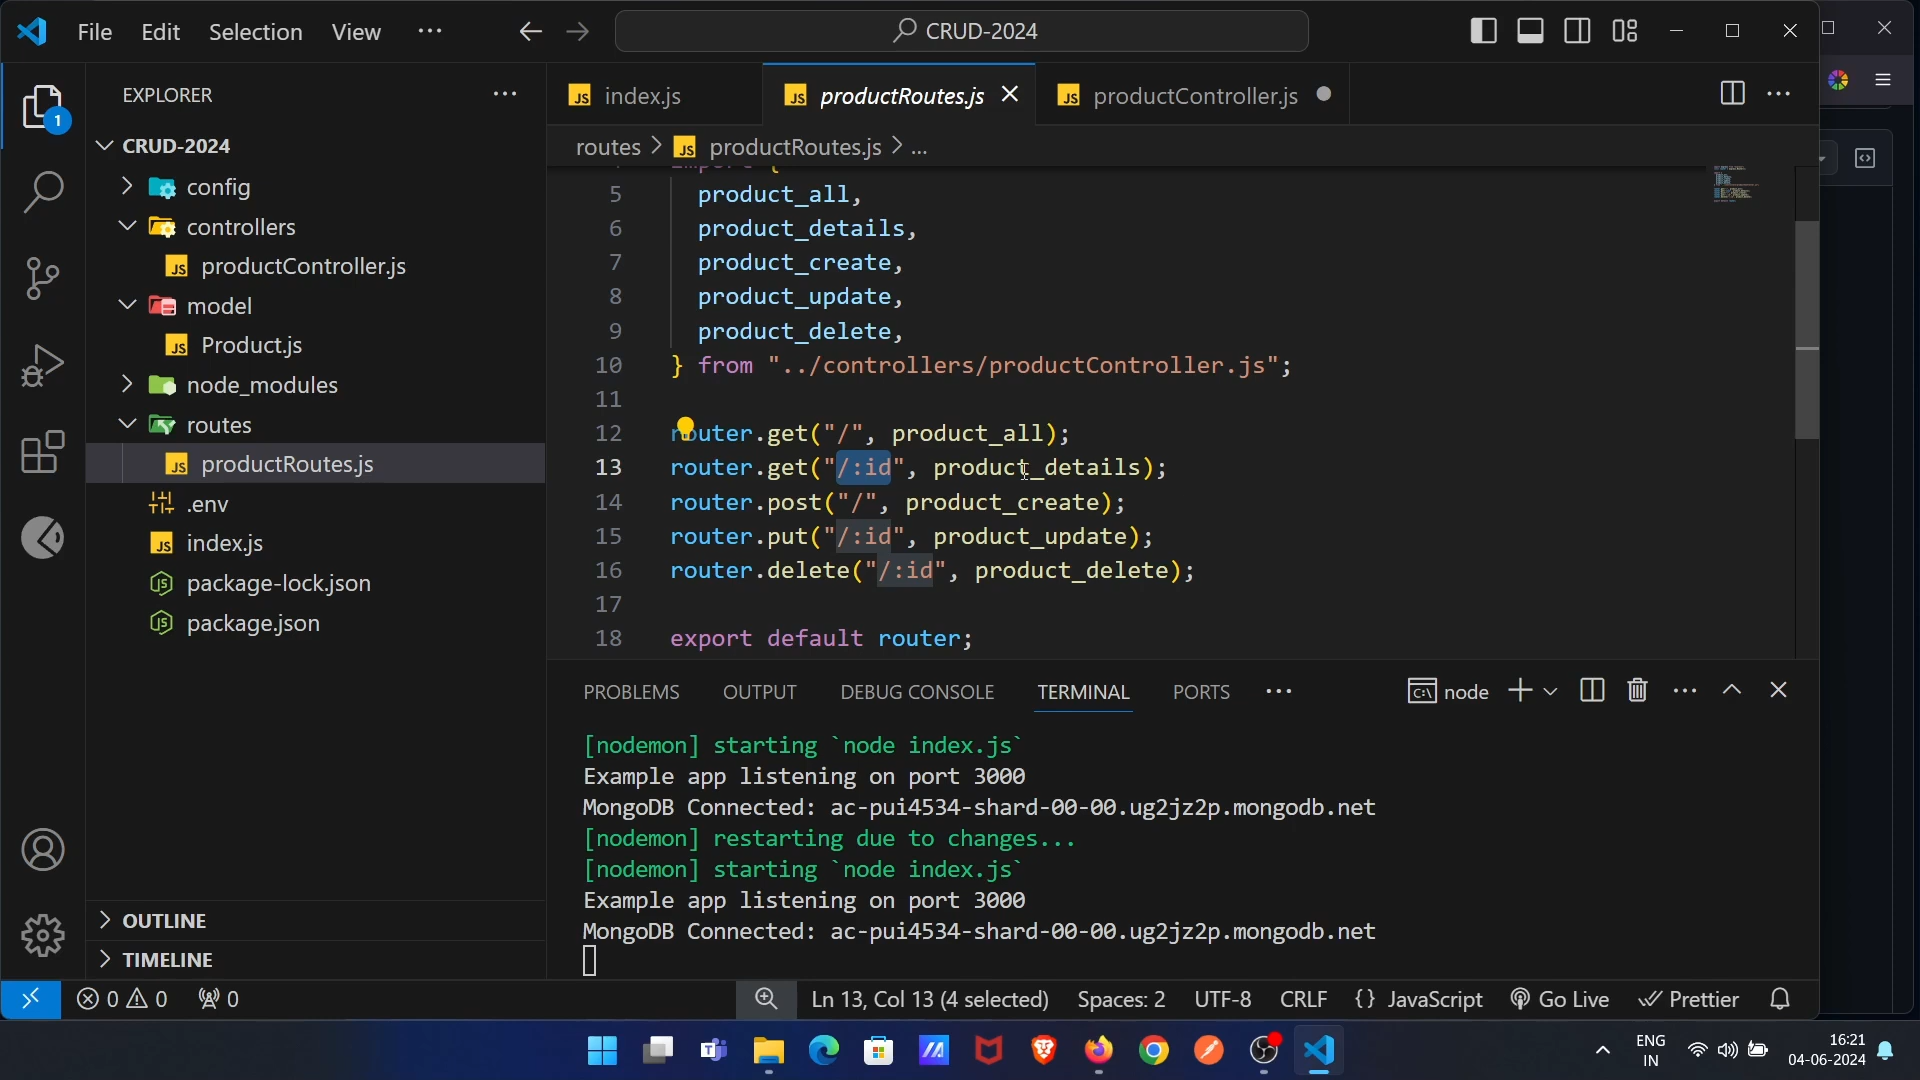 File Edit Selection View ··· CRUD-2024
EXPLORER ···
CRUD-2024
config
controllers
productController.js
model
Product.js
node_modules
routes
productRoutes.js
.env
index.js
package-lock.json
package.json
OUTLINE
TIMELINE
1
index.js productRoutes.js productController.js
routes > productRoutes.js > ...
import {
5 product_all,
6 product_details,
7 product_create,
8 product_update,
9 product_delete,
10 } from "../controllers/productController.js";
11
12 router.get("/", product_all);
13 router.get("/:id", product_details);
14 router.post("/", product_create);
15 router.put("/:id", product_update);
16 router.delete("/:id", product_delete);
17
18 export default router;
PROBLEMS OUTPUT DEBUG CONSOLE TERMINAL PORTS ··· node
[nodemon] starting `node index.js`
Example app listening on port 3000
MongoDB Connected: ac-pui4534-shard-00-00.ug2jz2p.mongodb.net
[nodemon] restarting due to changes...
[nodemon] starting `node index.js`
Example app listening on port 3000
MongoDB Connected: ac-pui4534-shard-00-00.ug2jz2p.mongodb.net
0 0 0 Ln 13, Col 13 (4 selected) Spaces: 2 UTF-8 CRLF {} JavaScript Go Live Prettier
ENG
IN
16:21
04-06-2024